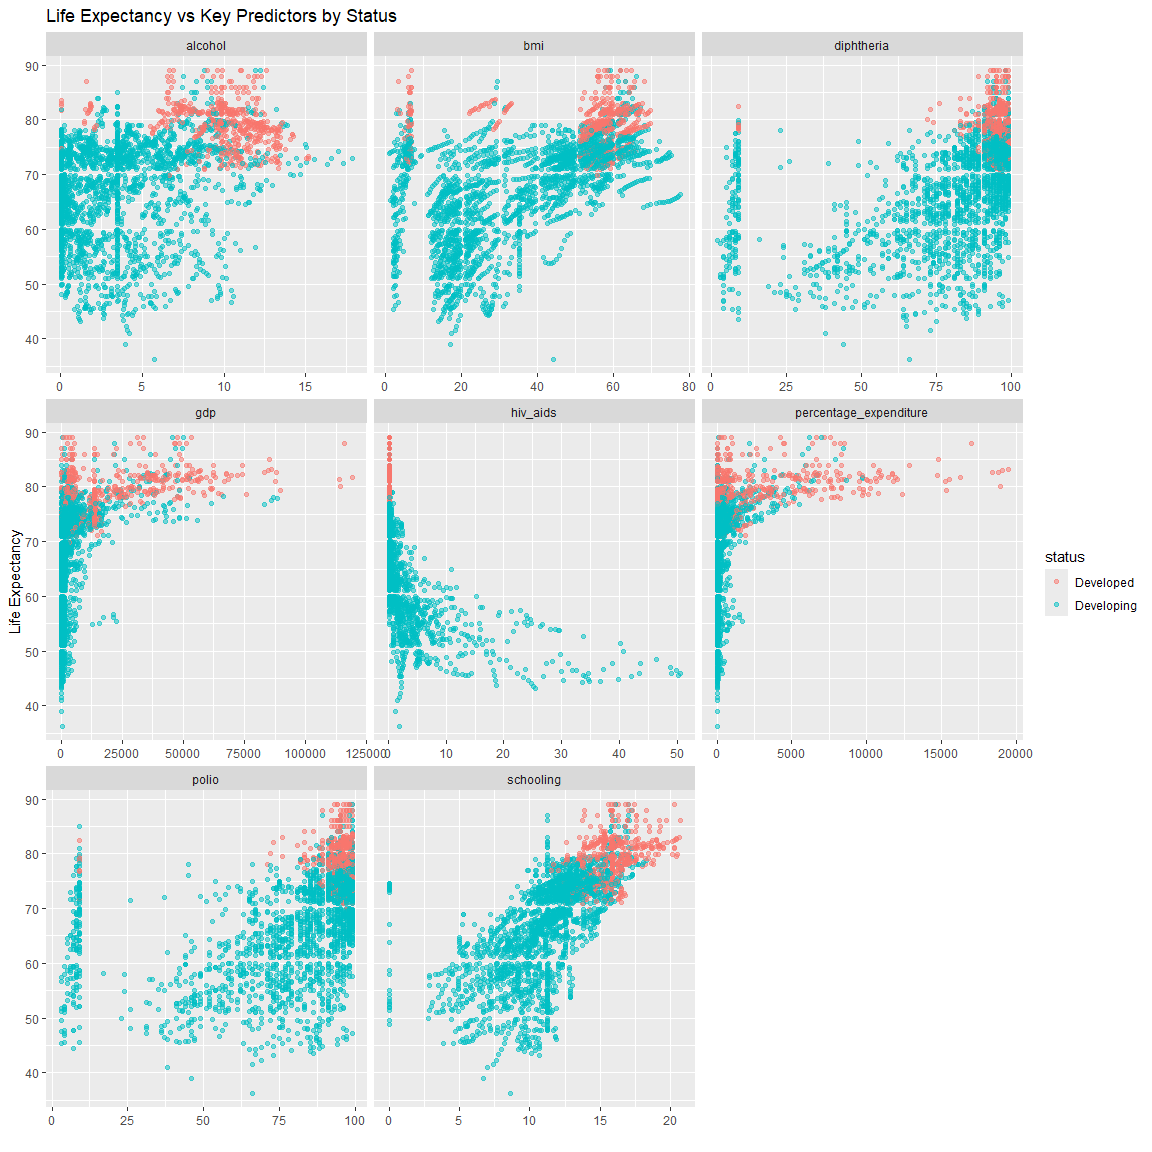 Life Expectancy vs Key Predictors by Status
alcohol bmi diphtheria
90
80
70
60
50
40
0 5 10 15 0 20 40 60 80 0 25 50 75 100
gdp hiv_aids percentage_expenditure
90
80
70
60
50
40
0 25000 50000 75000 100000 125000 0 10 20 30 40 50 0 5000 10000 15000 20000
polio schooling
90
80
70
60
50
40
0 25 50 75 100 0 5 10 15 20
Life Expectancy
status
Developed
Developing